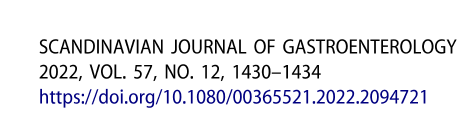 SCANDINAVIAN JOURNAL OF GASTROENTEROLOGY
2022, VOL. 57, NO. 12, 1430–1434
https://doi.org/10.1080/00365521.2022.2094721